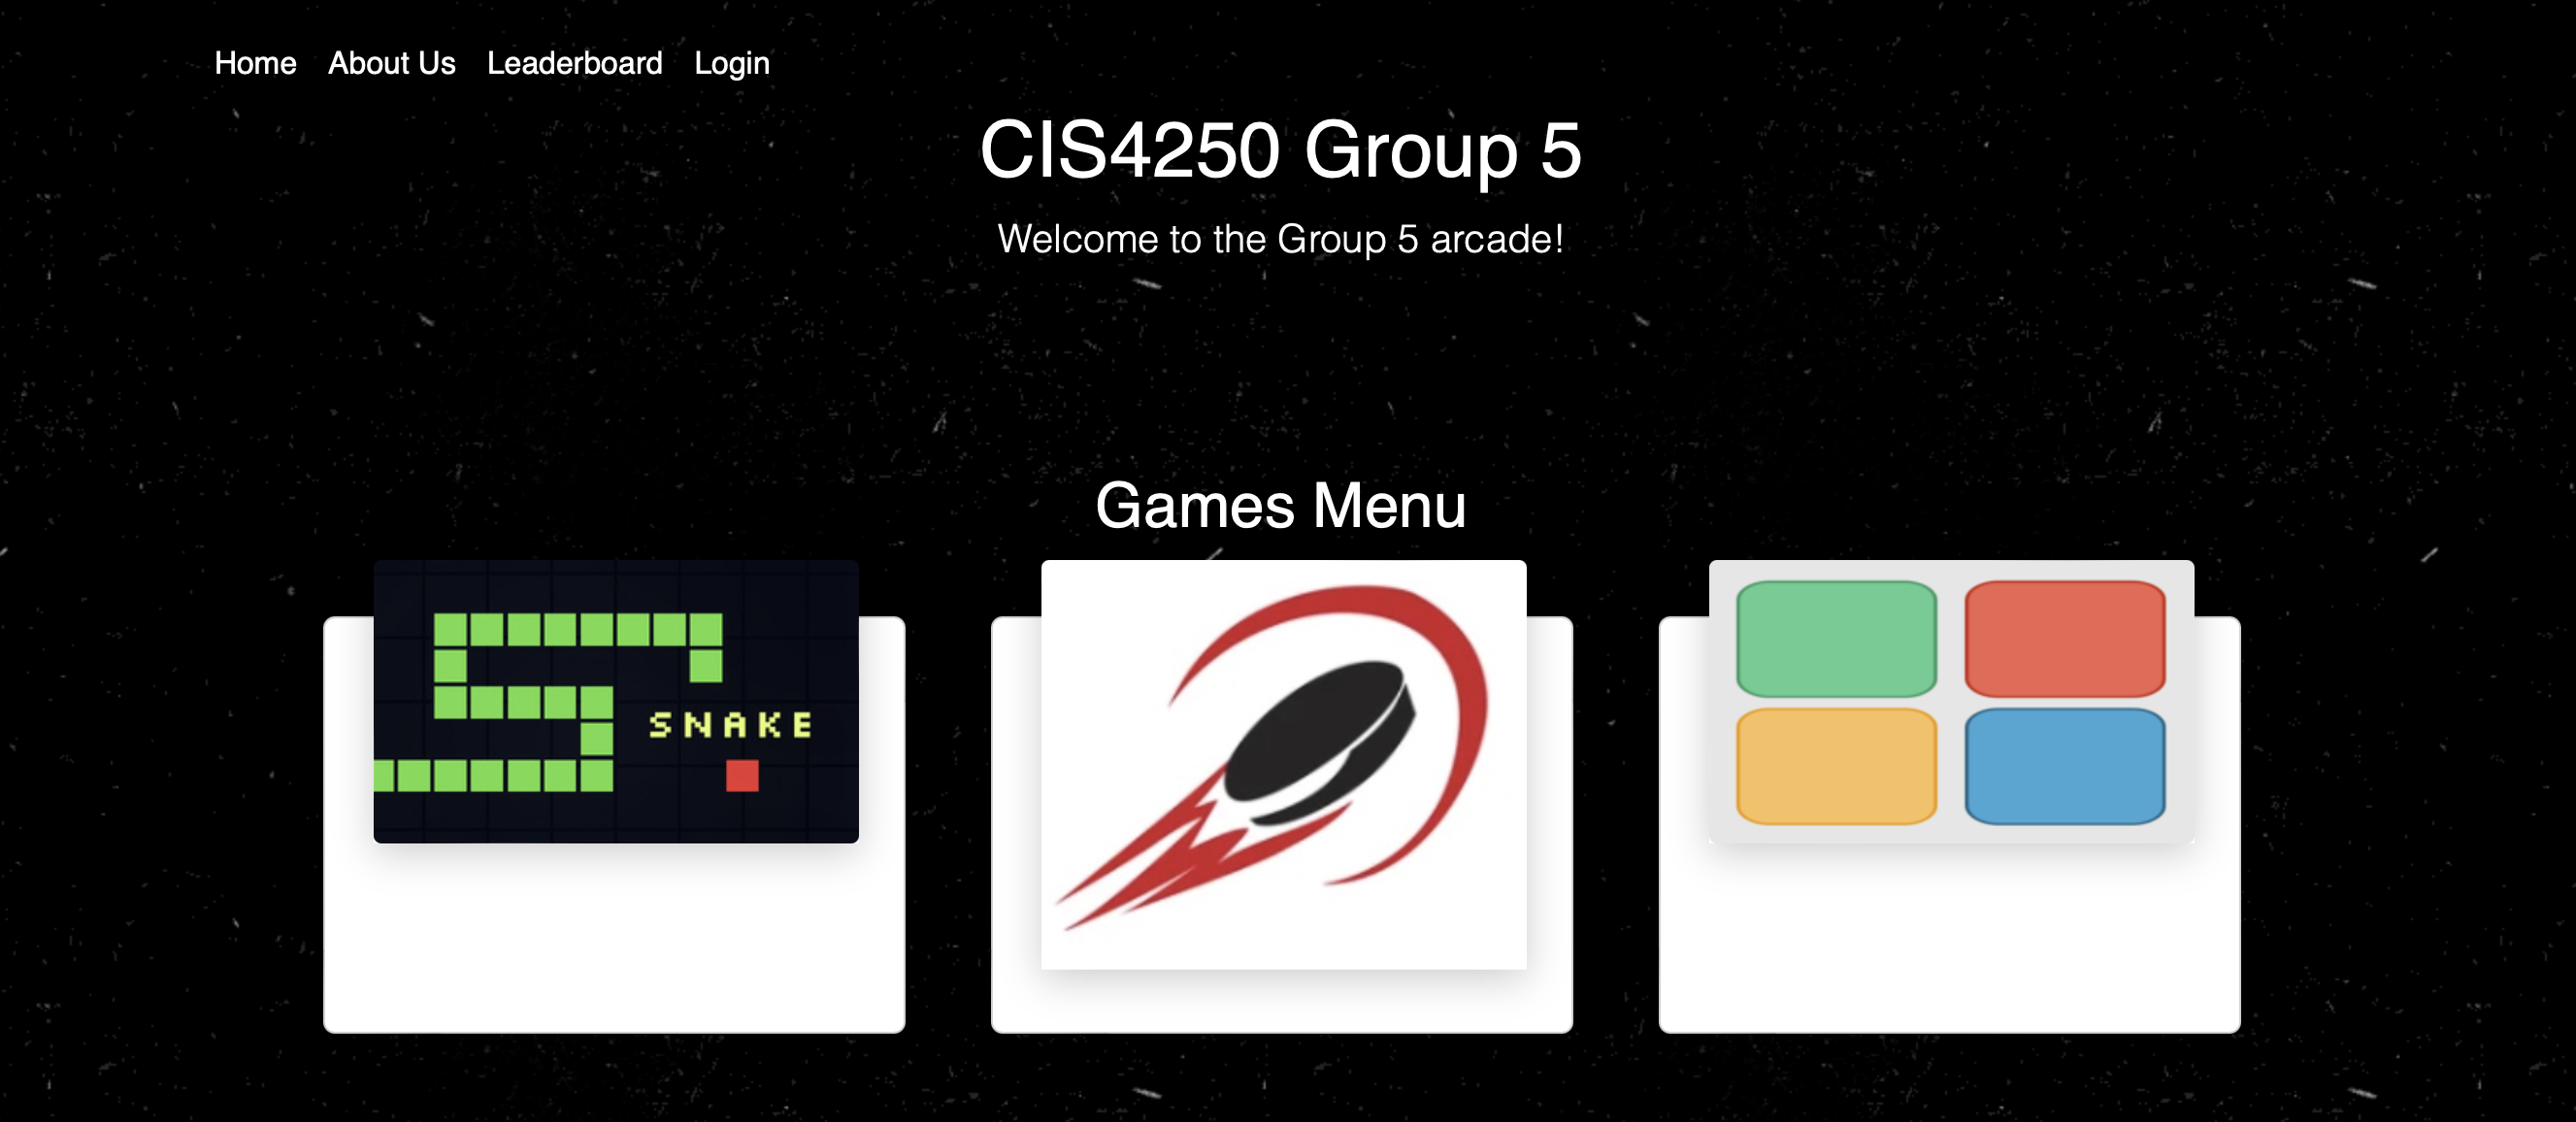 Home About Us Leaderboard Login
CIS4250 Group 5
Welcome to the Group 5 arcade!
Games Menu
SNAKE